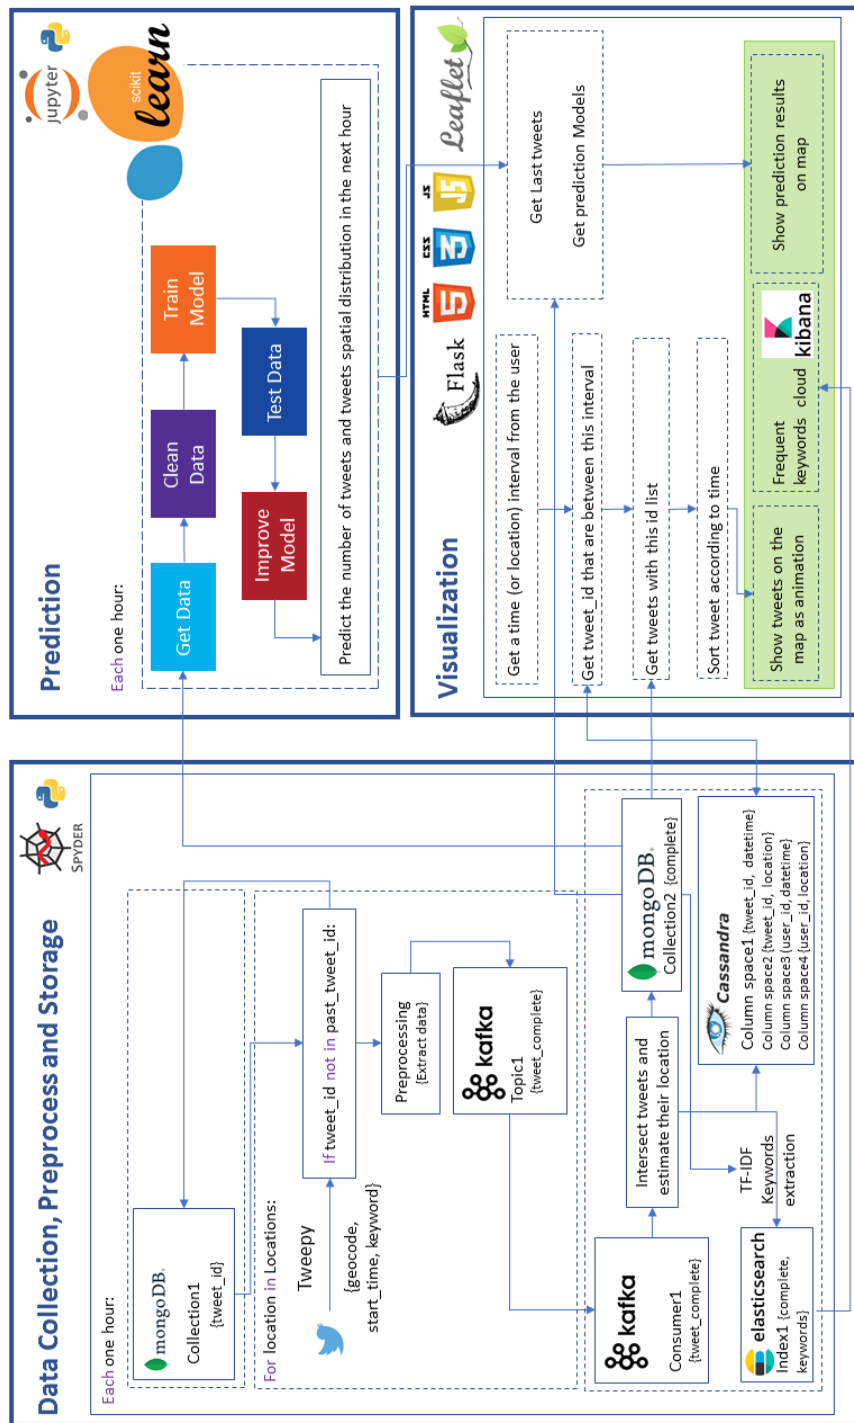 Data Collection, Preprocess and Storage
SPYDER
Each one hour:
mongoDB.
Collection1
{tweet_id}
For location in Locations:
Tweepy
{geocode,
start_time, keyword}
If tweet_id not in past_tweet_id:
Preprocessing
{Extract data}
kafka
Topic1
{tweet_complete}
kafka
Consumer1
{tweet_complete}
Intersect tweets and
estimate their location
mongoDB.
Collection2 {complete}
TF-IDF
Keywords
extraction
elasticsearch
Index1 {complete,
keywords}
Cassandra
Column space1 {tweet_id, datetime}
Column space2 {tweet_id, location}
Column space3 {user_id,datetime}
Column space4 {user_id,location}
Prediction
jupyter
scikit
learn
Each one hour:
Get Data
Clean
Data
Train
Model
Test Data
Improve
Model
Predict the number of tweets and tweets spatial distribution in the next hour
Visualization
Flask
HTML
5
CSS
3
JS
JS
Leaflet
Get a time (or location) interval from the user
Get tweet_id that are between this interval
Get tweets with this id list
Sort tweet according to time
Get Last tweets
Get prediction Models
Show tweets on the
map as animation
Frequent
keywords cloud
kibana
Show prediction results
on map